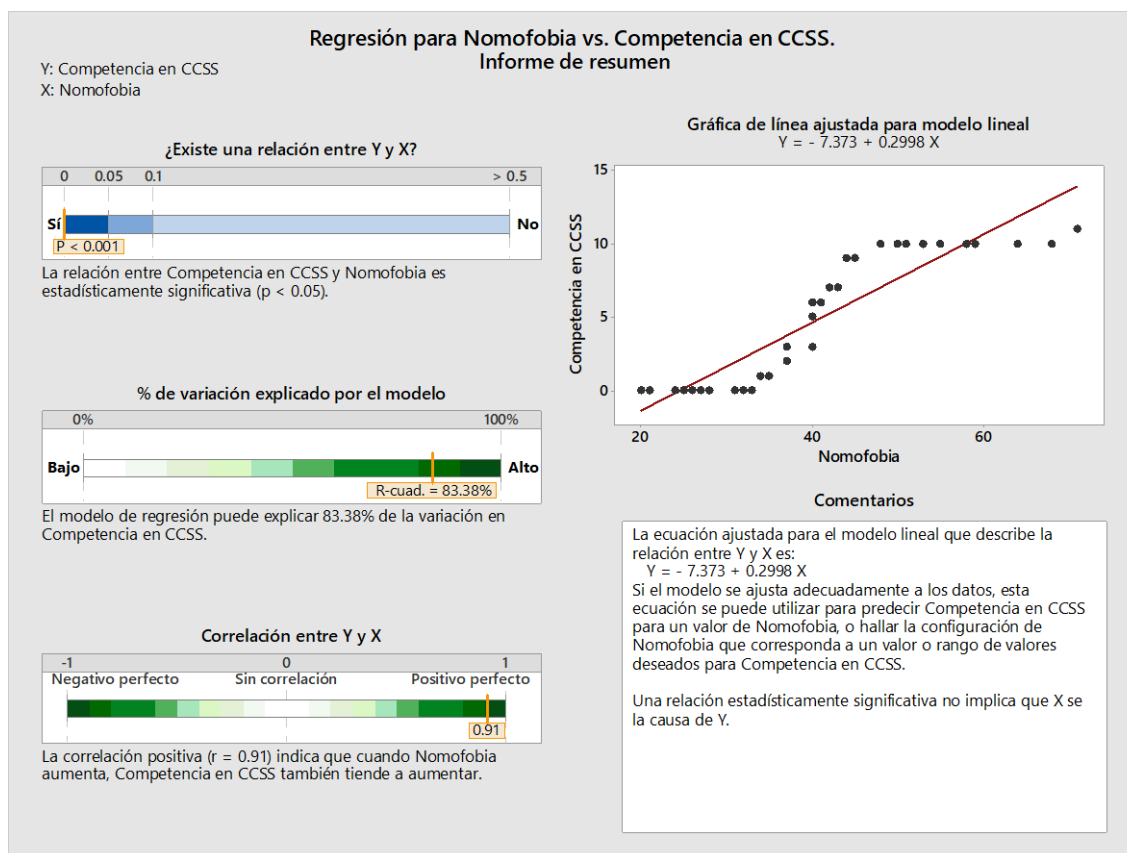 Regresión para Nomofobia vs. Competencia en CCSS.
Informe de resumen
Y: Competencia en CCSS
X: Nomofobia
¿Existe una relación entre Y y X?
0 0.05 0.1 > 0.5
Sí No
P < 0.001
La relación entre Competencia en CCSS y Nomofobia es
estadísticamente significativa (p < 0.05).
% de variación explicado por el modelo
0% 100%
Bajo Alto
R-cuad. = 83.38%
El modelo de regresión puede explicar 83.38% de la variación en
Competencia en CCSS.
Correlación entre Y y X
-1 0 1
Negativo perfecto Sin correlación Positivo perfecto
0.91
La correlación positiva (r = 0.91) indica que cuando Nomofobia
aumenta, Competencia en CCSS también tiende a aumentar.
Gráfica de línea ajustada para modelo lineal
Y = - 7.373 + 0.2998 X
15
10
5
0
Competencia en CCSS
20 40 60
Nomofobia
Comentarios
La ecuación ajustada para el modelo lineal que describe la
relación entre Y y X es:
Y = - 7.373 + 0.2998 X
Si el modelo se ajusta adecuadamente a los datos, esta
ecuación se puede utilizar para predecir Competencia en CCSS
para un valor de Nomofobia, o hallar la configuración de
Nomofobia que corresponda a un valor o rango de valores
deseados para Competencia en CCSS.
Una relación estadísticamente significativa no implica que X se
la causa de Y.